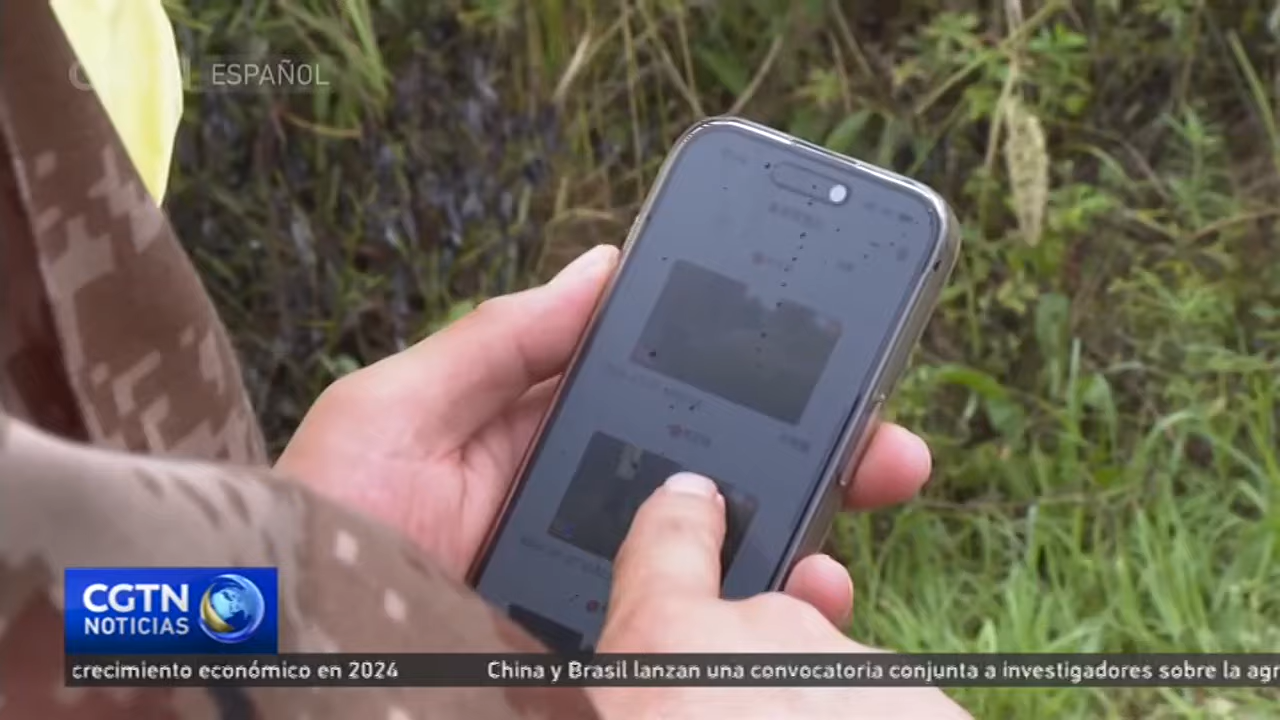 ESPAÑOL
CGTN
NOTICIAS
crecimiento económico en 2024 China y Brasil lanzan una convocatoria conjunta a investigadores sobre la agr